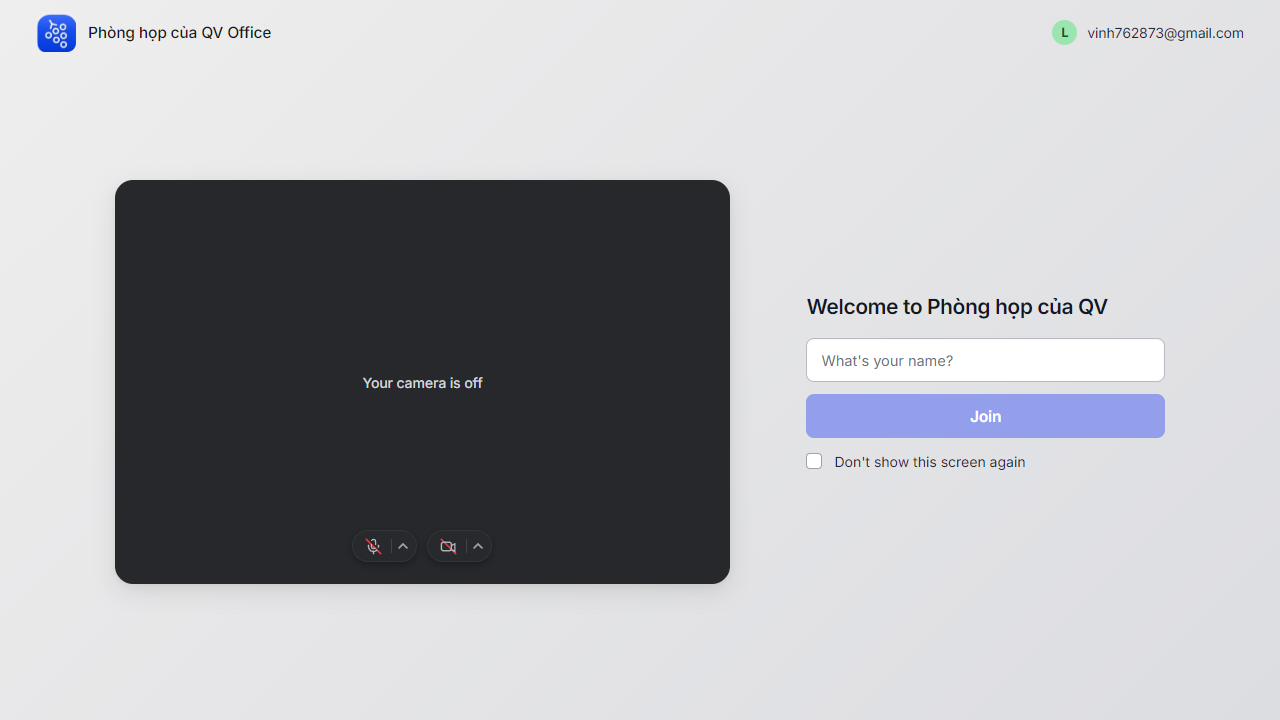 Phòng họp của QV Office
L
vinh762873@gmail.com
Your camera is off
Welcome to Phòng họp của QV
What's your name?
Join
Don't show this screen again